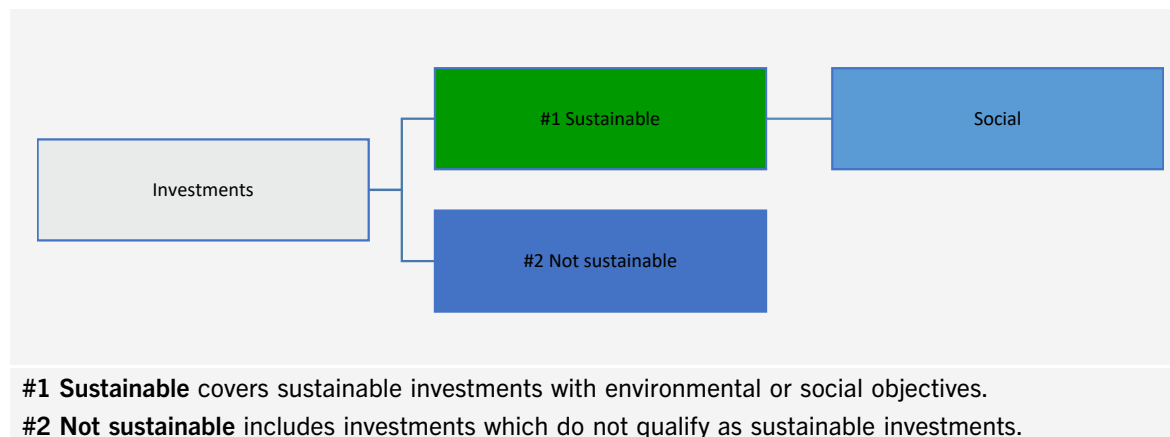 #1 Sustainable
Social
Investments
#2 Not sustainable
#1 Sustainable covers sustainable investments with environmental or social objectives.
#2 Not sustainable includes investments which do not qualify as sustainable investments.